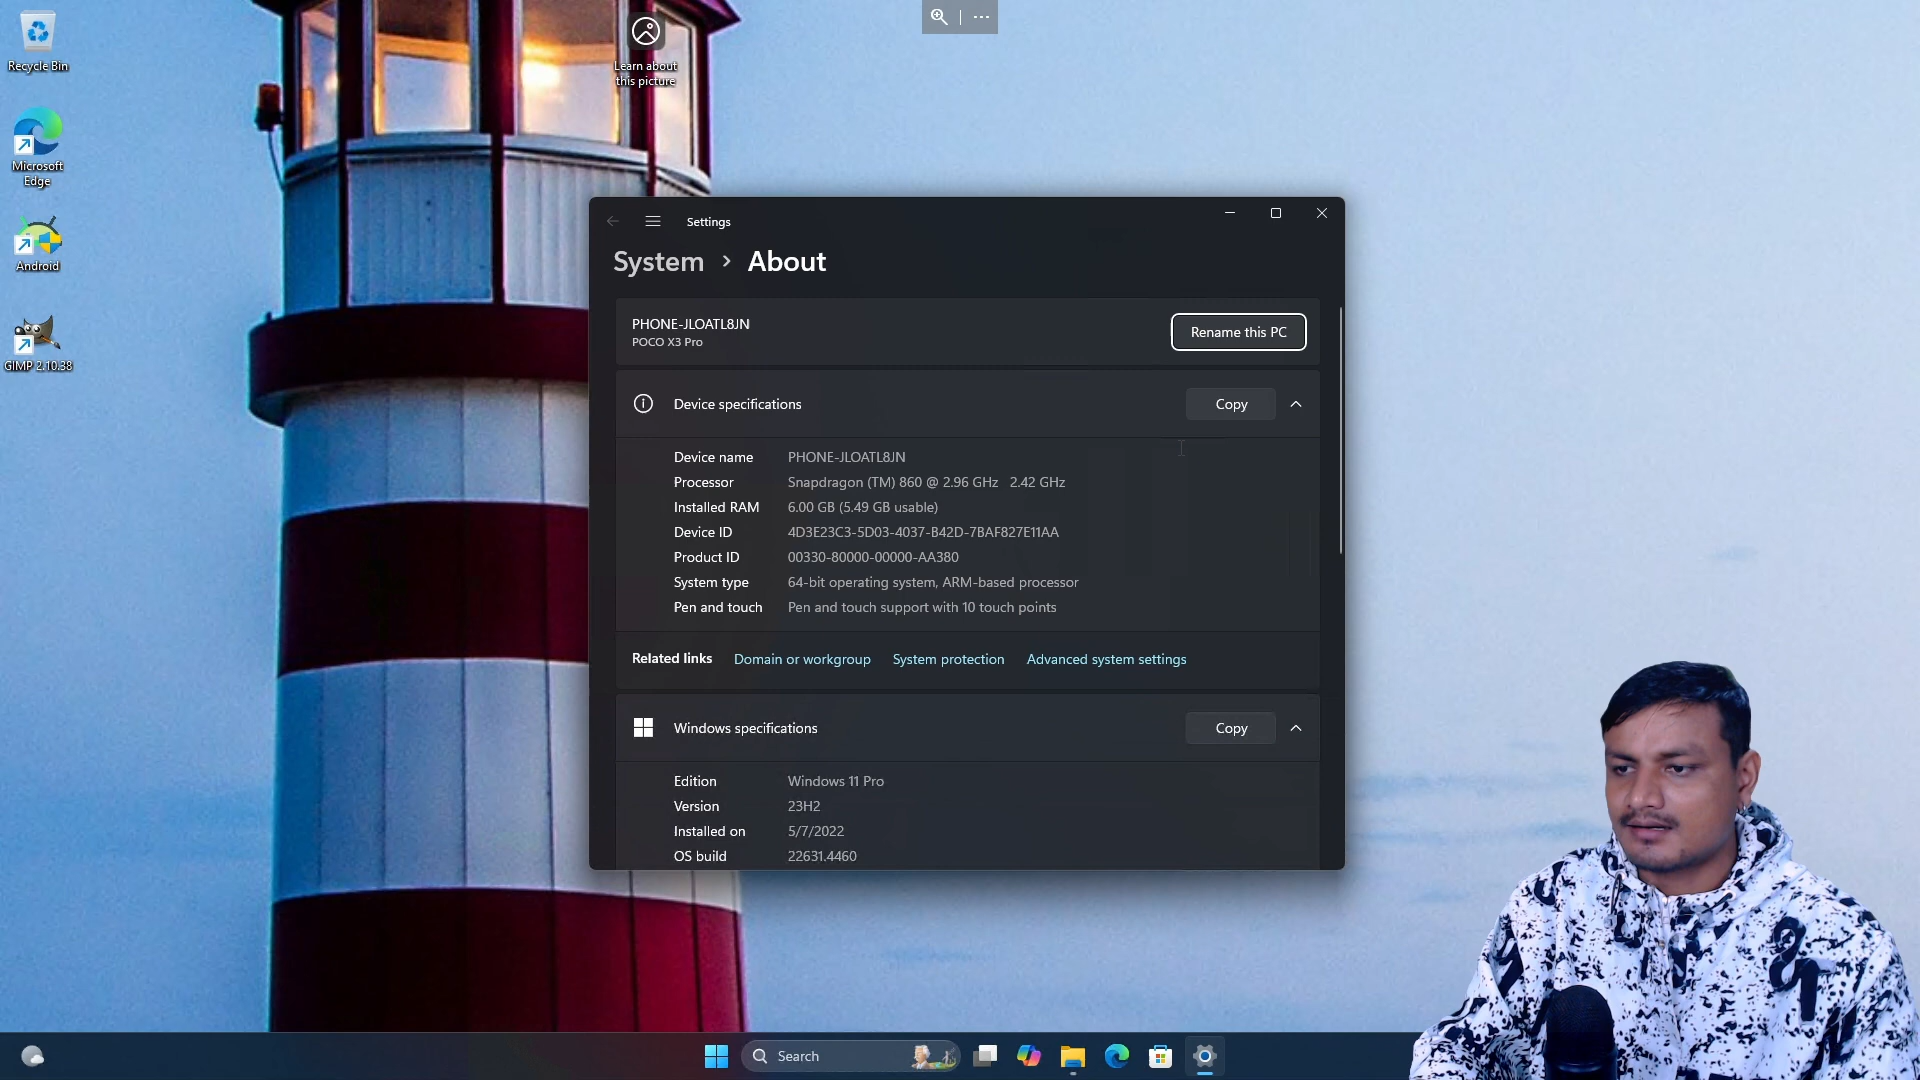 Recycle Bin
Microsoft
Edge
Android
GIMP 2.10.38
Learn about
this picture
Settings
System > About
PHONE-JLOATL8JN
POCO X3 Pro
Rename this PC
Device specifications
Copy
Device name PHONE-JLOATL8JN
Processor Snapdragon (TM) 860 @ 2.96 GHz 2.42 GHz
Installed RAM 6.00 GB (5.49 GB usable)
Device ID 4D3E23C3-5D03-4037-B42D-7BAF827E11AA
Product ID 00330-80000-00000-AA380
System type 64-bit operating system, ARM-based processor
Pen and touch Pen and touch support with 10 touch points
Related links Domain or workgroup System protection Advanced system settings
Windows specifications
Copy
Edition Windows 11 Pro
Version 23H2
Installed on 5/7/2022
OS build 22631.4460
Search